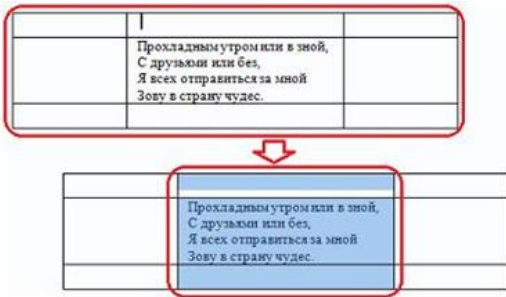 Прохладным утром или в зной,
С друзьями или без,
Я всех отправиться за мной
Зову в страну чудес.
Прохладным утром или в зной,
С друзьями или без,
Я всех отправиться за мной
Зову в страну чудес.